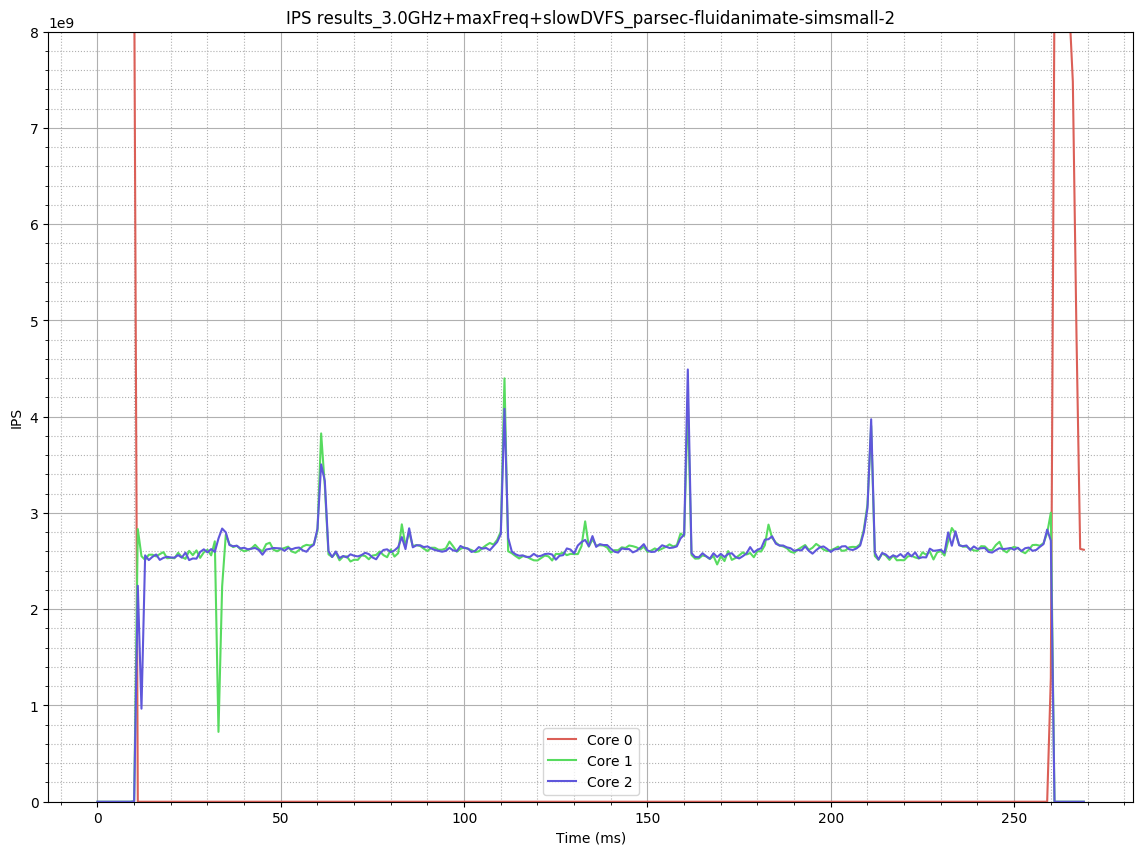 IPS results_3.0GHz+maxFreq+slowDVFS_parsec-fluidanimate-simsmall-2
1e9
8
7
6
5
4
3
2
1
0
IPS
0 50 100 150 200 250
Time (ms)
Core 0
Core 1
Core 2